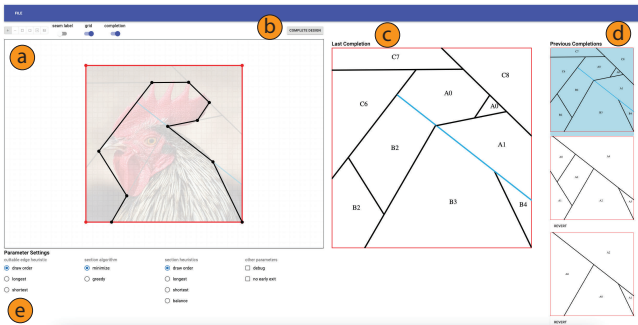 FILE
seam label
grid
completion
b
COMPLETE DESIGN
a
c
Last Completion
C7
C8
A0
A0
C6
A1
B2
B3
B4
B2
Previous Completions
d
REVERT
REVERT
Parameter Settings
cuttable edge heuristic
section algorithm
section heuristics
other parameters
draw order
minimize
draw order
debug
longest
greedy
longest
no early exit
shortest
shortest
balance
e